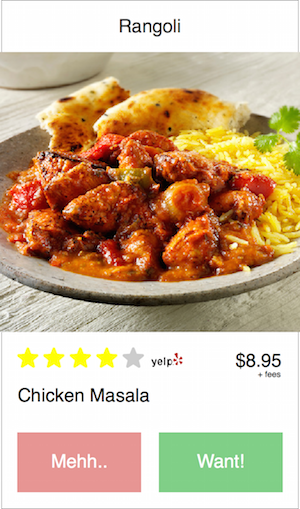 Rangoli
yelp
$8.95
+ fees
Chicken Masala
Mehh..
Want!